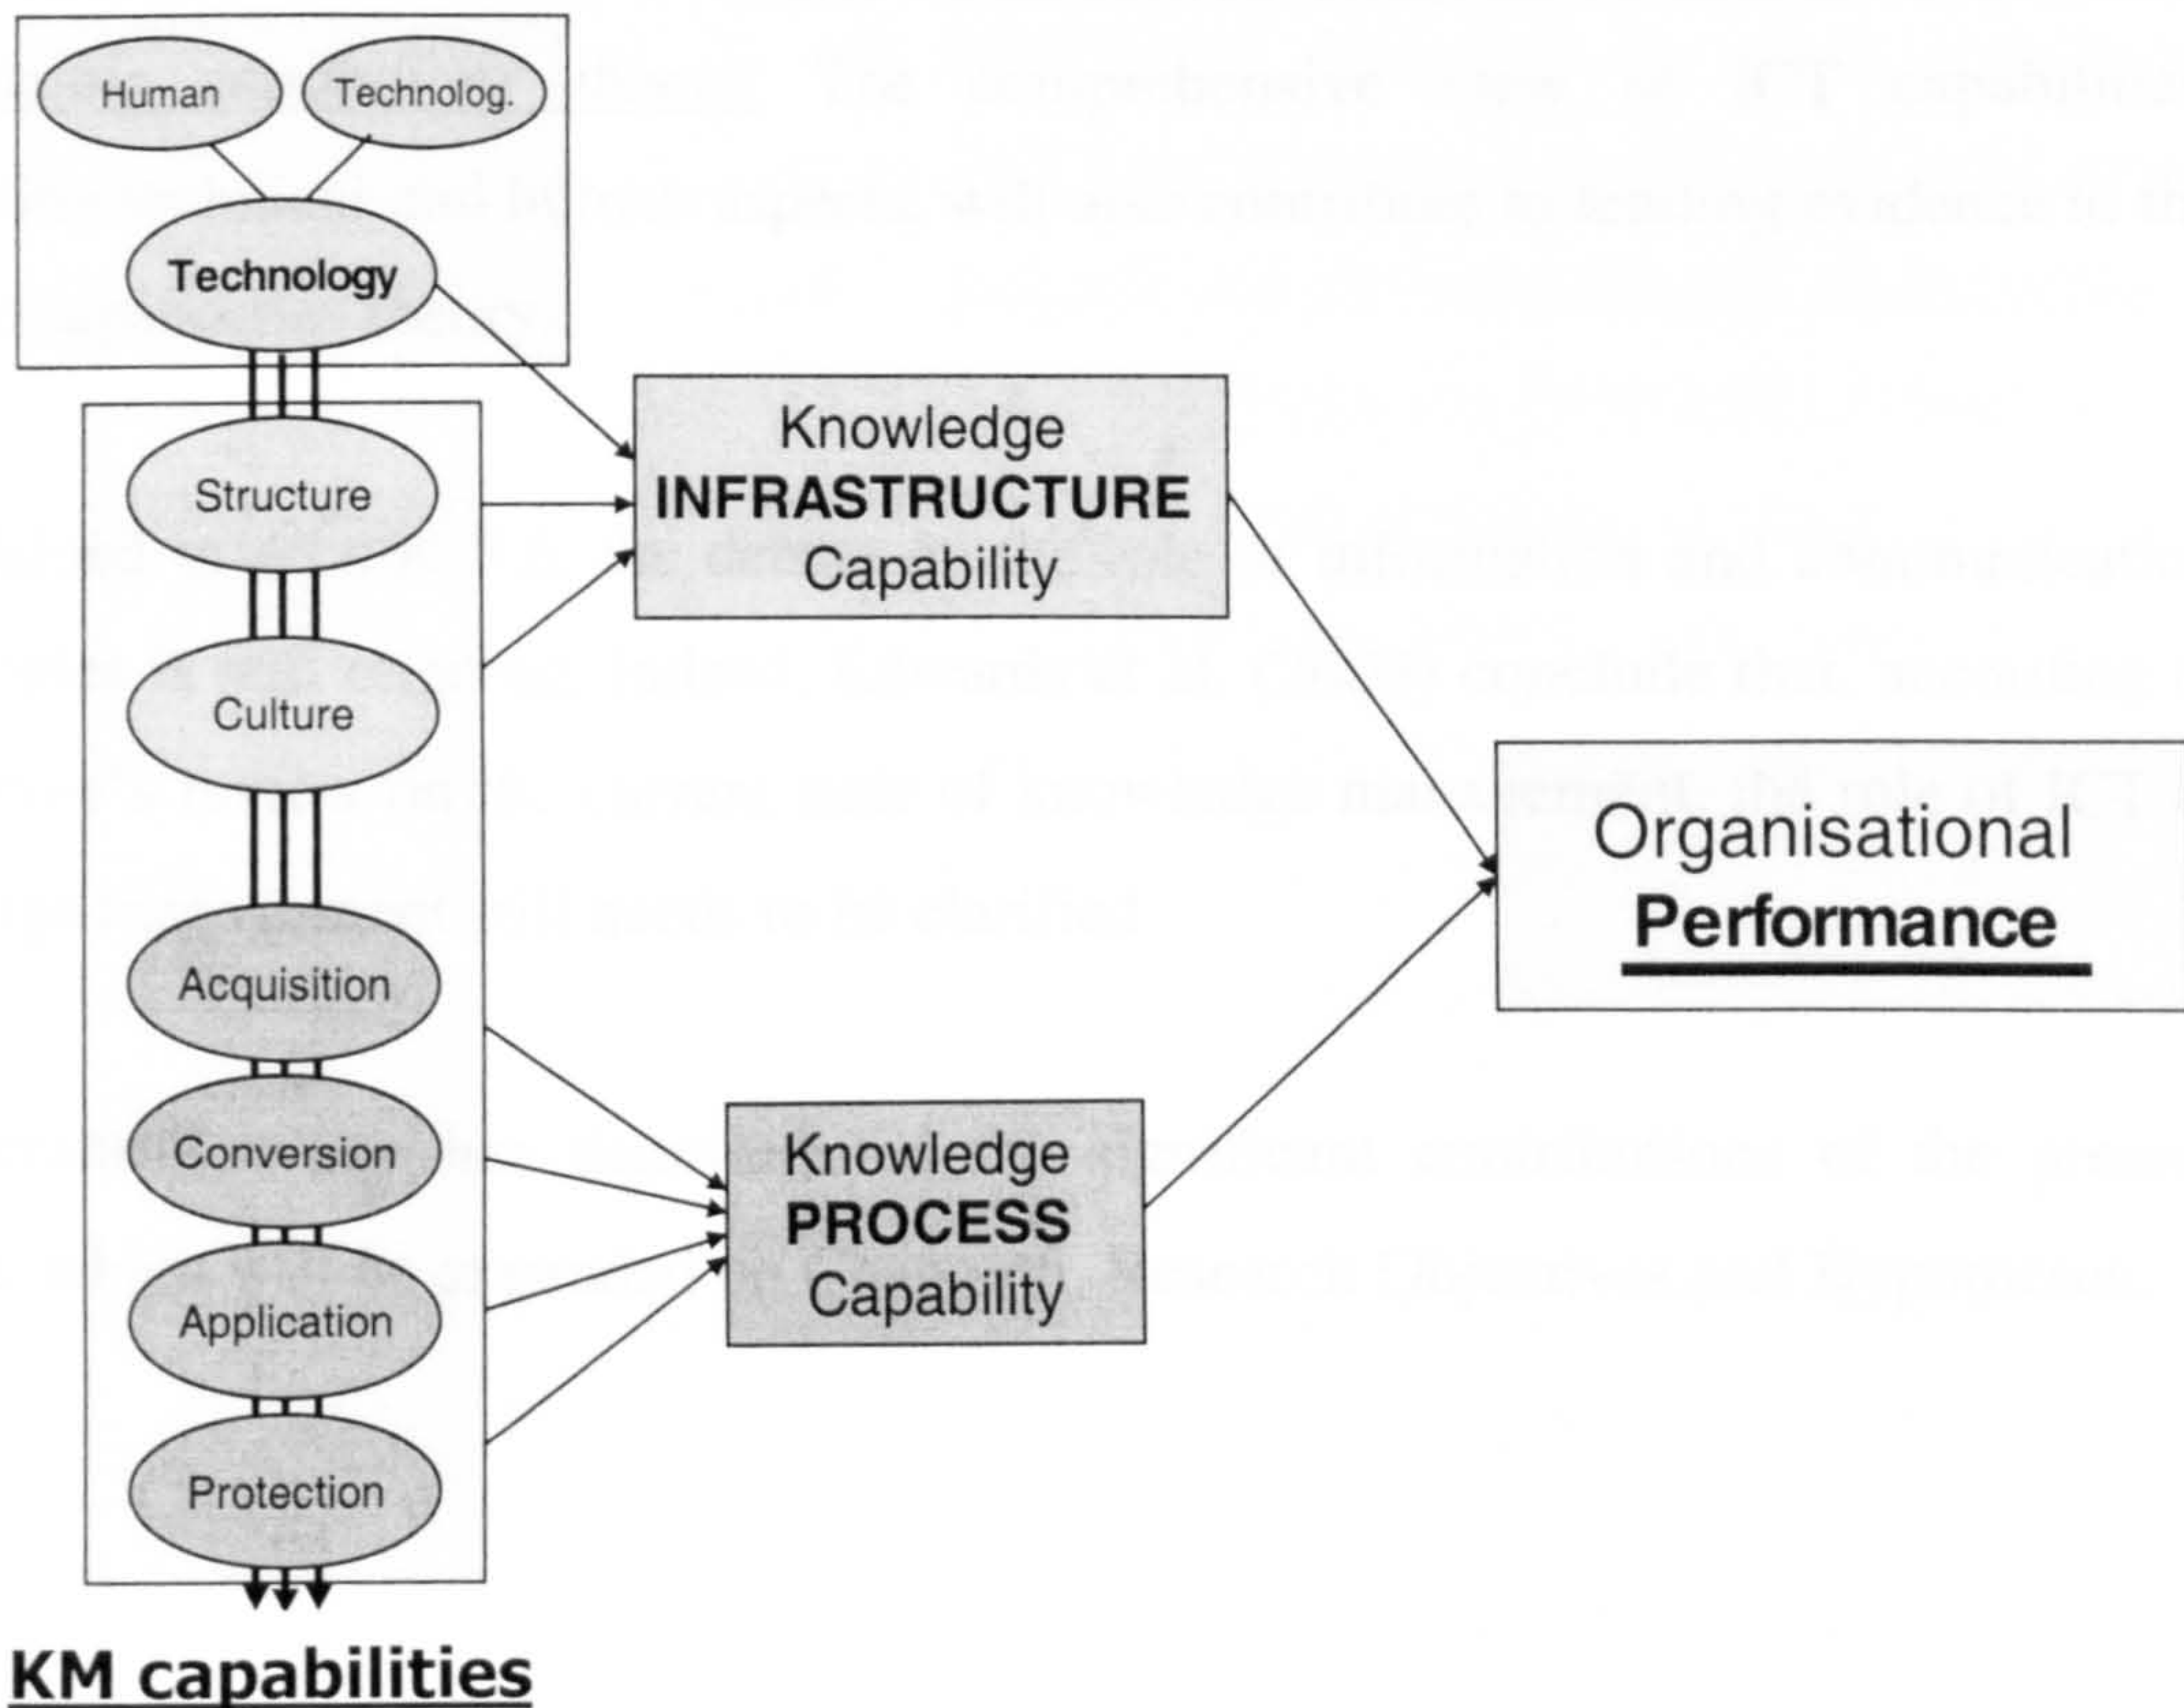 Human
Technolog.
Technology
Structure
Culture
Acquisition
Conversion
Application
Protection
KM capabilities
Knowledge
INFRASTRUCTURE
Capability
Knowledge
PROCESS
Capability
Organisational
Performance